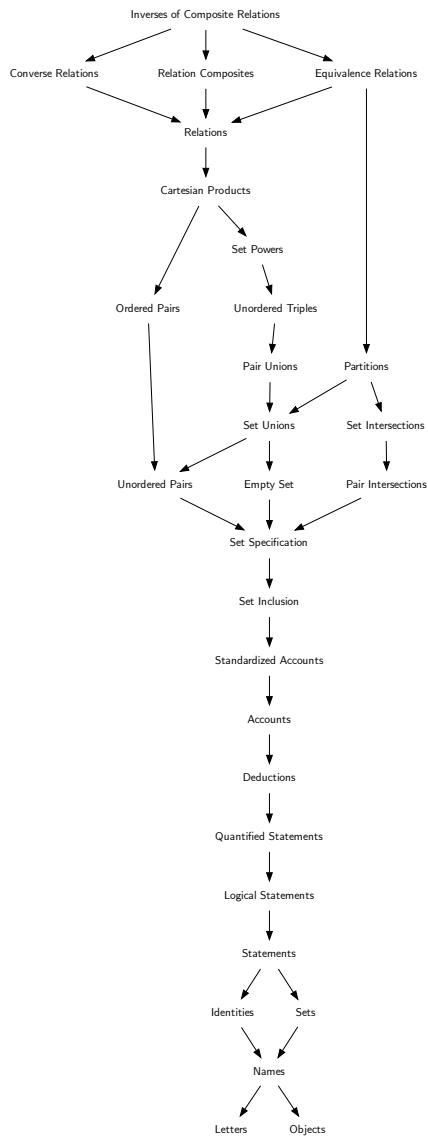 Inverses of Composite Relations
Converse Relations
Relation Composites
Equivalence Relations
Relations
Cartesian Products
Set Powers
Ordered Pairs
Unordered Triples
Pair Unions
Partitions
Set Unions
Set Intersections
Unordered Pairs
Empty Set
Pair Intersections
Set Specification
Set Inclusion
Standardized Accounts
Accounts
Deductions
Quantified Statements
Logical Statements
Statements
Identities
Sets
Names
Letters
Objects